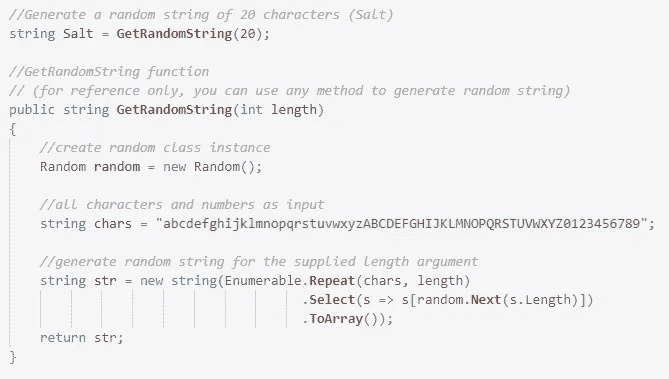 //Generate a random string of 20 characters (Salt)
string Salt = GetRandomString(20);
//GetRandomString function
// (for reference only, you can use any method to generate random string)
public string GetRandomString(int length)
{
//create random class instance
Random random = new Random();
//all characters and numbers as input
string chars = "abcdefghijklmnopqrstuvwxyzABCDEFGHIJKLMNOPQRSTUVWXYZ0123456789";
//generate random string for the supplied length argument
string str = new string(Enumerable.Repeat(chars, length)
.Select(s => s[random.Next(s.Length)])
.ToArray());
return str;
}